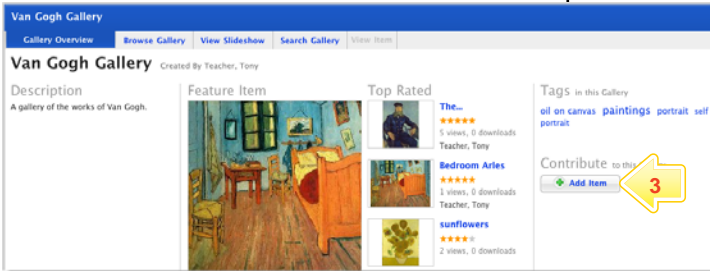 Van Gogh Gallery
Gallery Overview Browse Gallery View Slideshow Search Gallery View Item
Van Gogh Gallery Created By Teacher, Tony
Description
A gallery of the works of Van Gogh.
Feature Item
Top Rated
The...
5 views, 0 downloads
Teacher, Tony
Bedroom Arles
1 views, 0 downloads
Teacher, Tony
sunflowers
2 views, 0 downloads
Tags in this Gallery
oil on canvas paintings portrait self
portrait
Contribute to this
Add Item
3